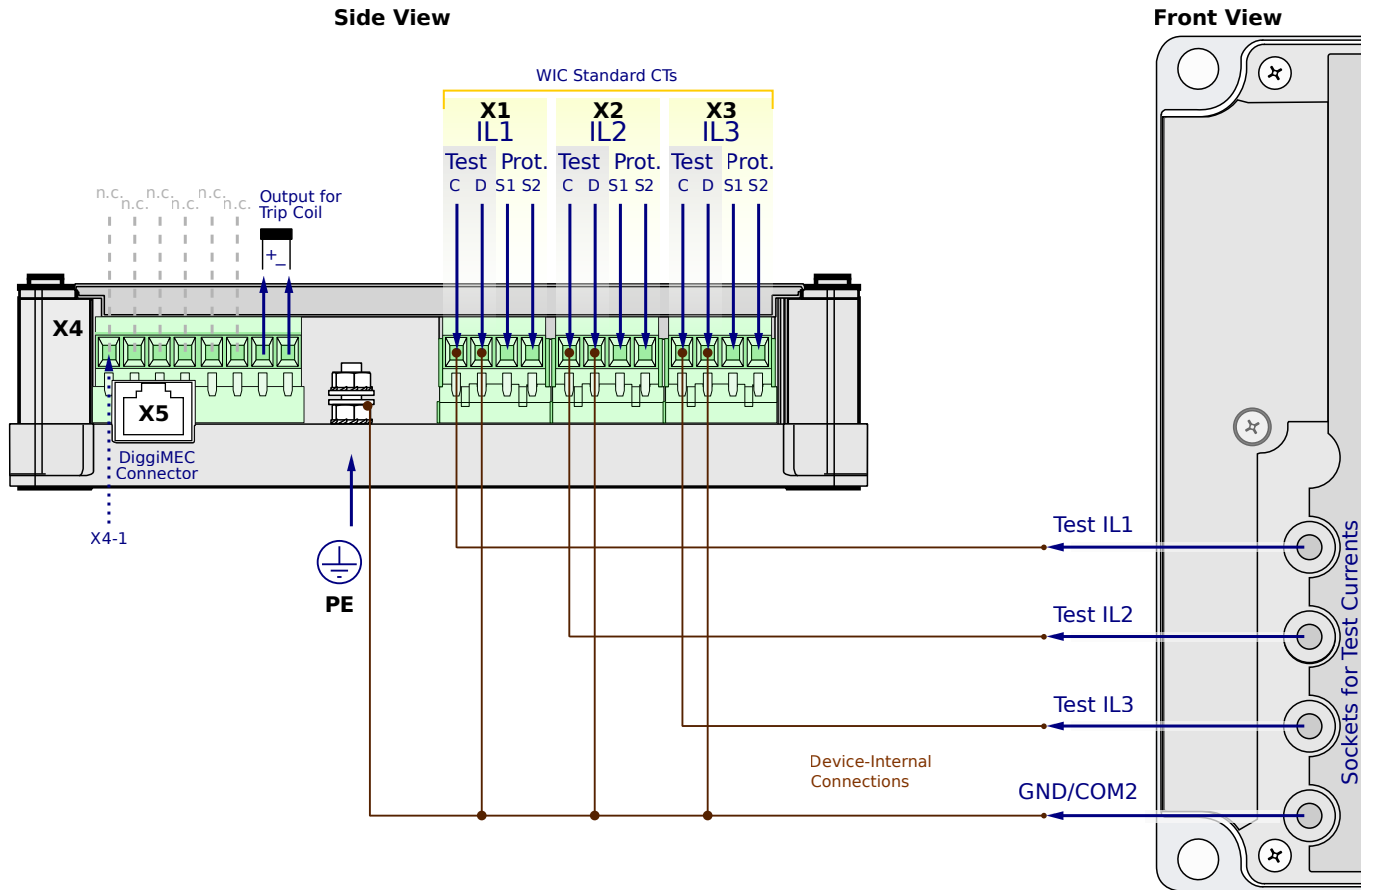 Side View
Front View
WIC Standard CTs
X1 X2 X3
IL1 IL2 IL3
Test Prot. Test Prot. Test Prot.
C D S1 S2 C D S1 S2 C D S1 S2
n.c. n.c. n.c. n.c. n.c. n.c.
Output for
Trip Coil
+ −
X4
X5
DiggiMEC
Connector
X4-1
PE
Test IL1
Test IL2
Test IL3
GND/COM2
Device-Internal
Connections
Sockets for Test Currents